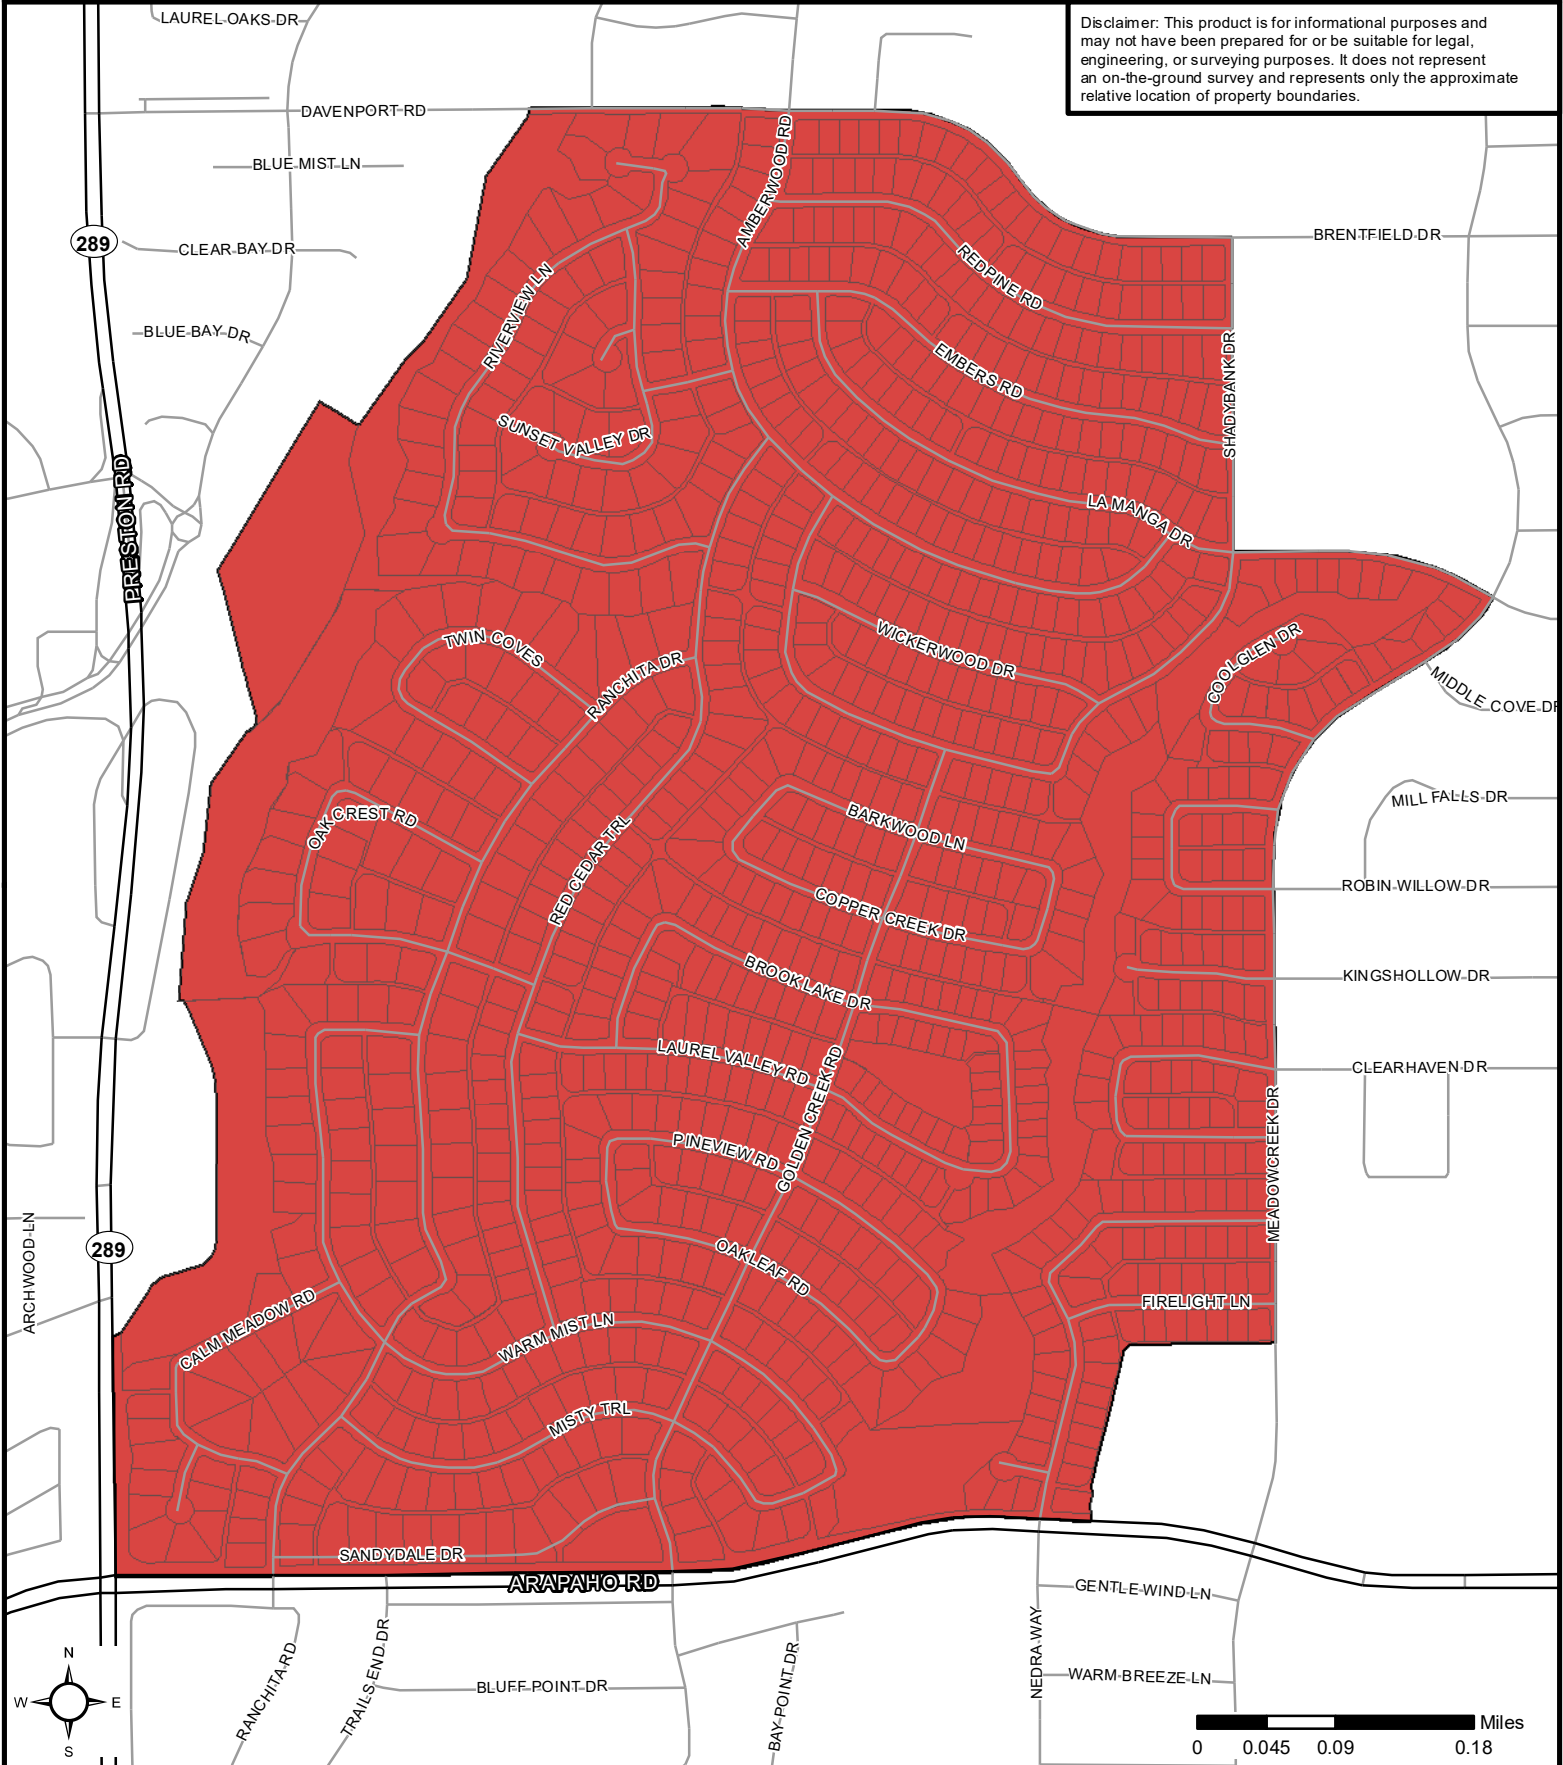 LAUREL OAKS DR
Disclaimer: This product is for informational purposes and
may not have been prepared for or be suitable for legal,
engineering, or surveying purposes. It does not represent
an on-the-ground survey and represents only the approximate
relative location of property boundaries.
DAVENPORT RD
BLUE MIST LN
AMBERWOOD RD
289
CLEAR BAY DR
BRENTFIELD DR
REDPINE RD
RIVERVIEW LN
BLUE BAY DR
EMBERS RD
SHADYBANK DR
SUNSET VALLEY DR
PRESTON RD
LA MANGA DR
TWIN COVES
WICKERWOOD DR
COOLGLEN DR
RANCHITA DR
MIDDLE COVE DR
OAK CREST RD
BARKWOOD LN
MILL FALLS DR
RED CEDAR TRL
COPPER CREEK DR
ROBIN WILLOW DR
BROOK LAKE DR
KINGSHOLLOW DR
LAUREL VALLEY RD
CLEARHAVEN DR
GOLDEN CREEK RD
PINEVIEW RD
MEADOWCREEK DR
ARCHWOOD LN
289
OAKLEAF RD
CALM MEADOW RD
FIRELIGHT LN
WARM MIST LN
MISTY TRL
SANDYDALE DR
ARAPAHO RD
GENTLE WIND LN
RANCHITA RD
TRAILS END DR
BAY POINT DR
NEDRA WAY
BLUFF POINT DR
WARM BREEZE LN
N
W E
S
Miles
0 0.045 0.09 0.18